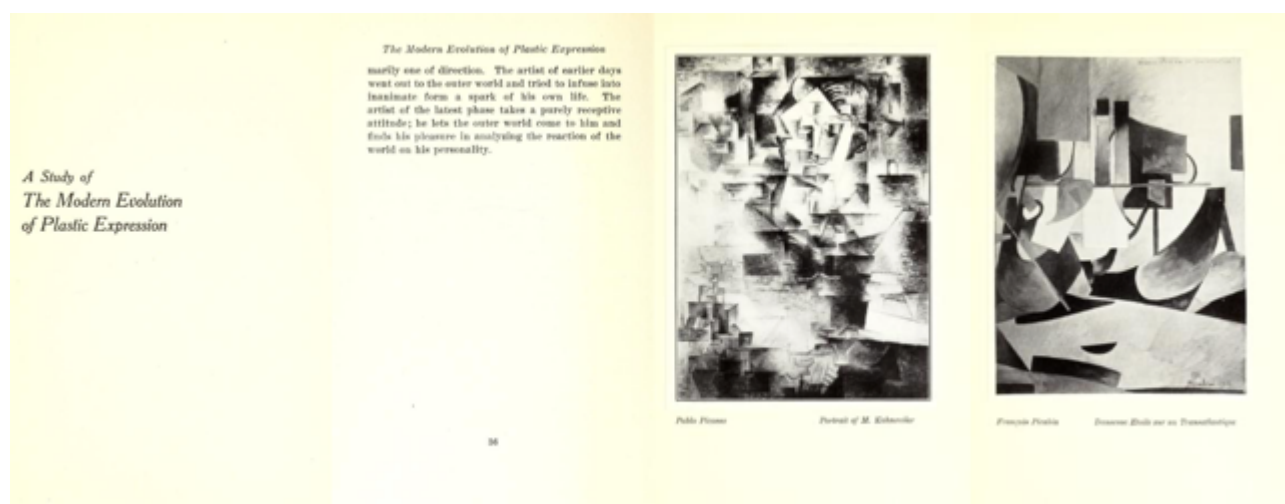 A Study of
The Modern Evolution
of Plastic Expression
The Modern Evolution of Plastic Expression
marily one of direction. The artist of earlier days
went out to the outer world and tried to infuse into
inanimate form a spark of his own life. The
artist of the latest phase takes a purely receptive
attitude; he lets the outer world come to him and
finds his pleasure in analyzing the reaction of the
world on his personality.
36
Pablo Picasso
Portrait of M. Kahnweiler
François Picabia
Danseuse Etoile sur un Transatlantique